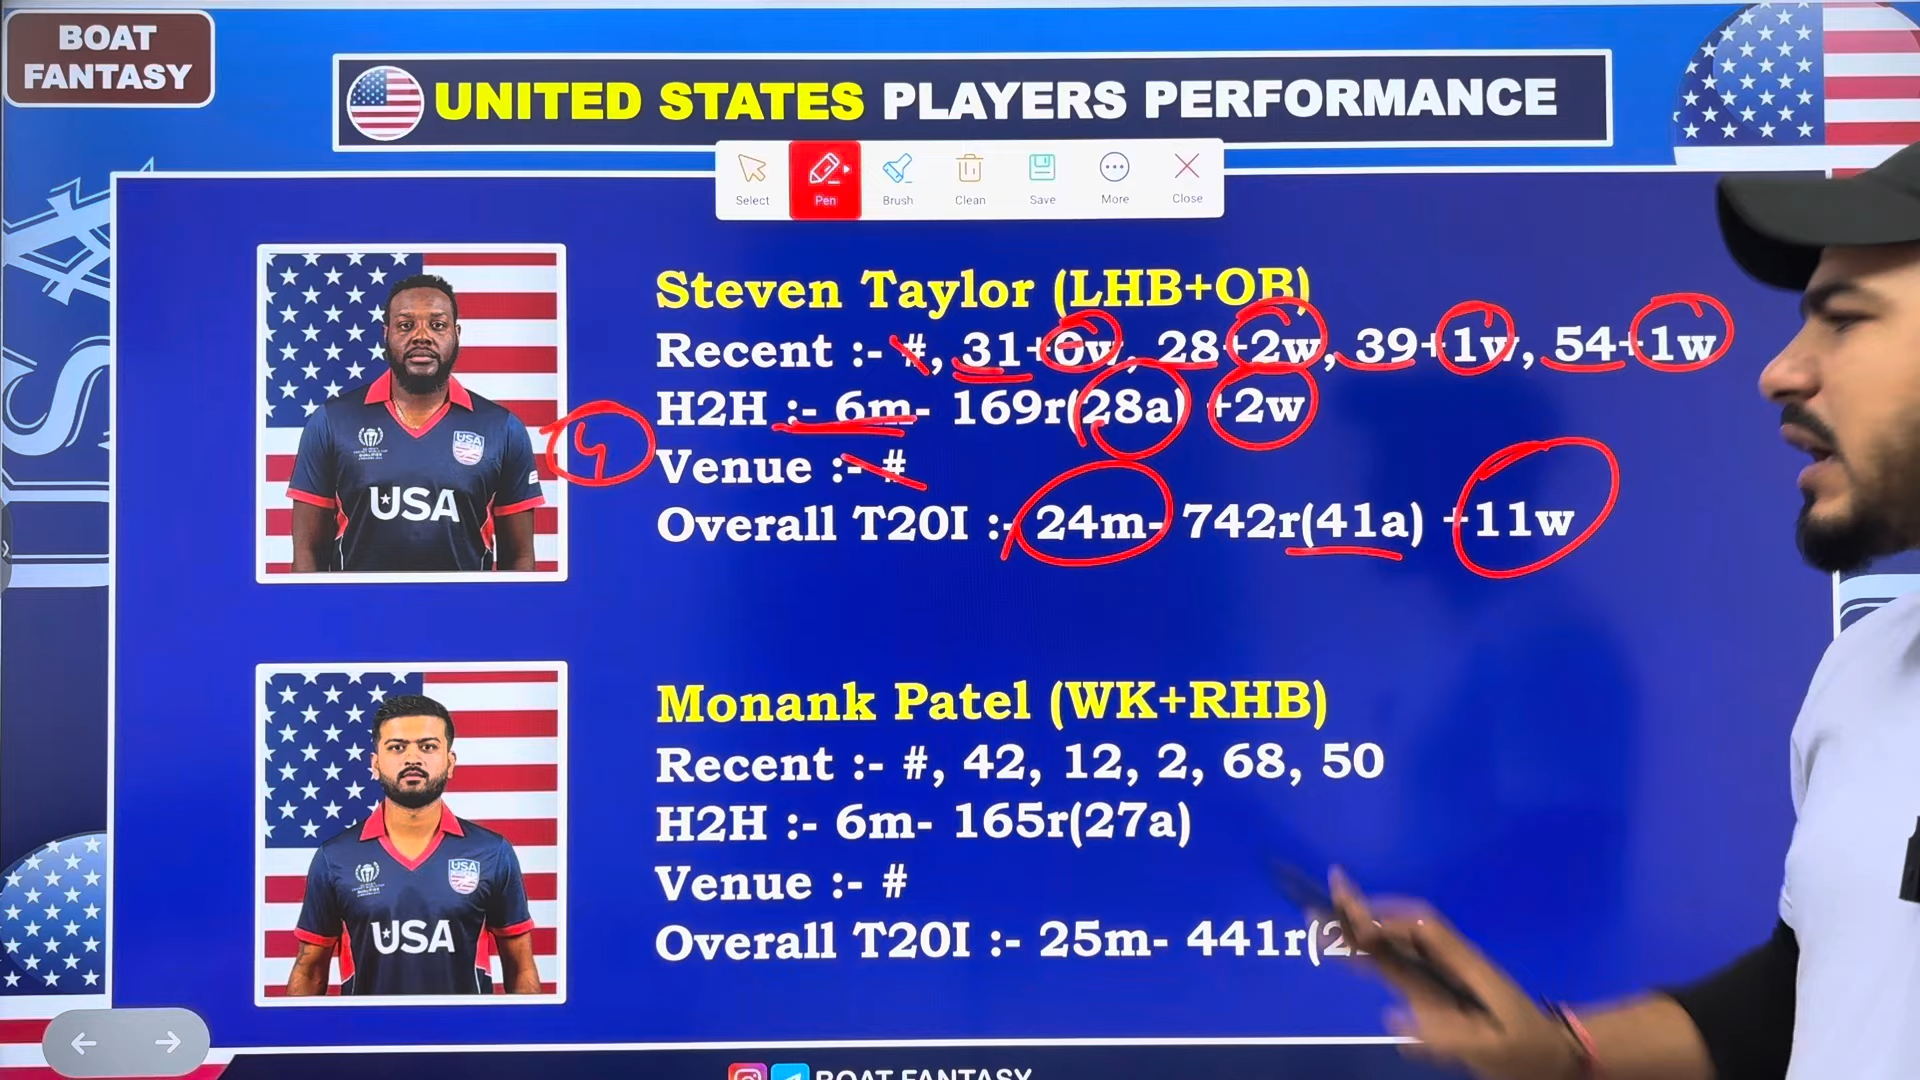 BOAT
FANTASY
UNITED STATES PLAYERS PERFORMANCE
Select
Pen
Brush
Clean
Save
More
Close
Steven Taylor (LHB+OB)
Recent :- #, 31+0w, 28+2w, 39+1w, 54+1w
H2H :- 6m- 169r(28a) +2w
Venue :- #
Overall T20I :- 24m- 742r(41a) +11w
USA
USA
Monank Patel (WK+RHB)
Recent :- #, 42, 12, 2, 68, 50
H2H :- 6m- 165r(27a)
Venue :- #
Overall T20I :- 25m-
USA
USA
BOAT FANTASY